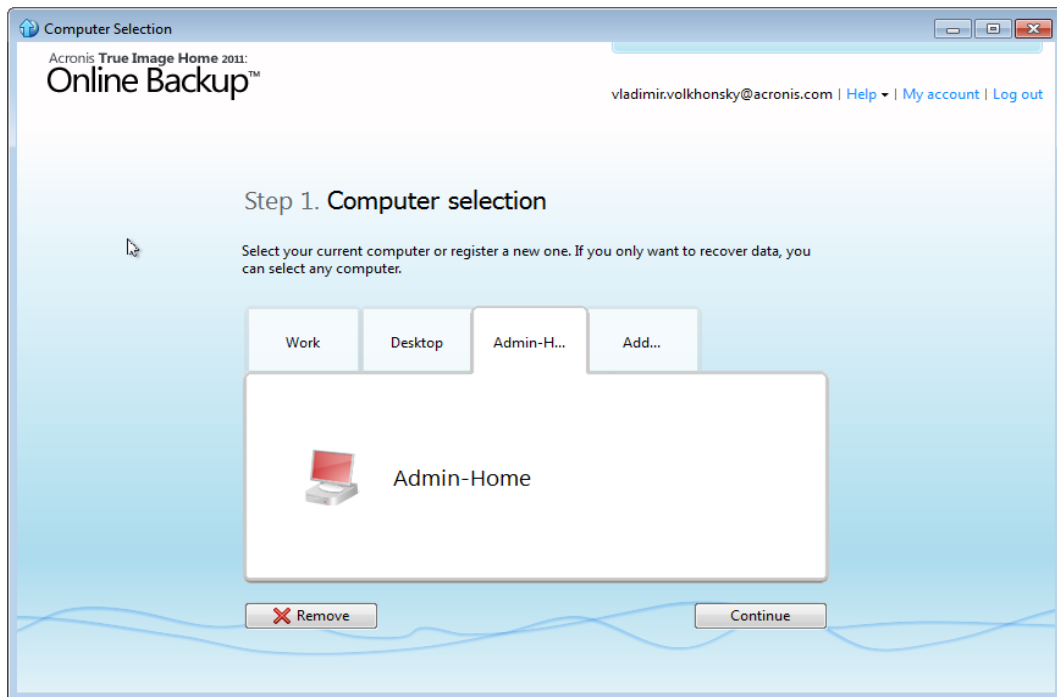 Computer Selection
Acronis True Image Home 2011:
Online Backup™
vladimir.volkhonsky@acronis.com | Help | My account | Log out
Step 1. Computer selection
Select your current computer or register a new one. If you only want to recover data, you
can select any computer.
Work Desktop Admin-H... Add...
Admin-Home
Remove Continue